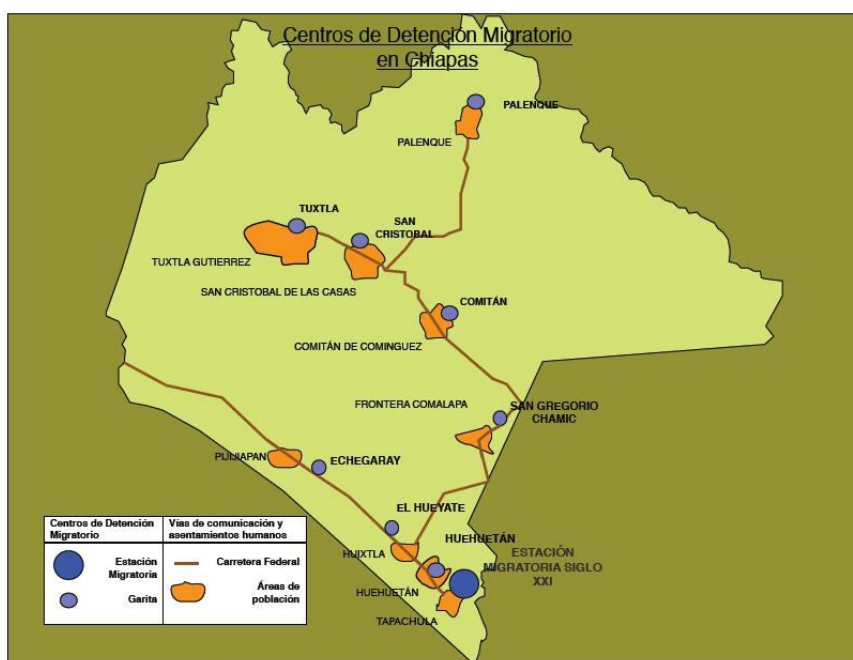 Centros de Detención Migratorio
en Chiapas
PALENQUE
PALENQUE
TUXTLA
SAN
CRISTOBAL
TUXTLA GUTIERREZ
SAN CRISTOBAL DE LAS CASAS
COMITÁN
COMITÁN DE COMINGUEZ
FRONTERA COMALAPA
SAN GREGORIO
CHAMIC
PIJIJIAPAN
ECHEGARAY
EL HUEYATE
HUEHUETÁN
HUIXTLA
ESTACIÓN
MIGRATORIA SIGLO
XXI
HUEHUETÁN
TAPACHULA
Centros de Detención
Migratorio
Vías de comunicación y
asentamientos humanos
Estación
Migratoria
Carretera Federal
Garita
Áreas de
población